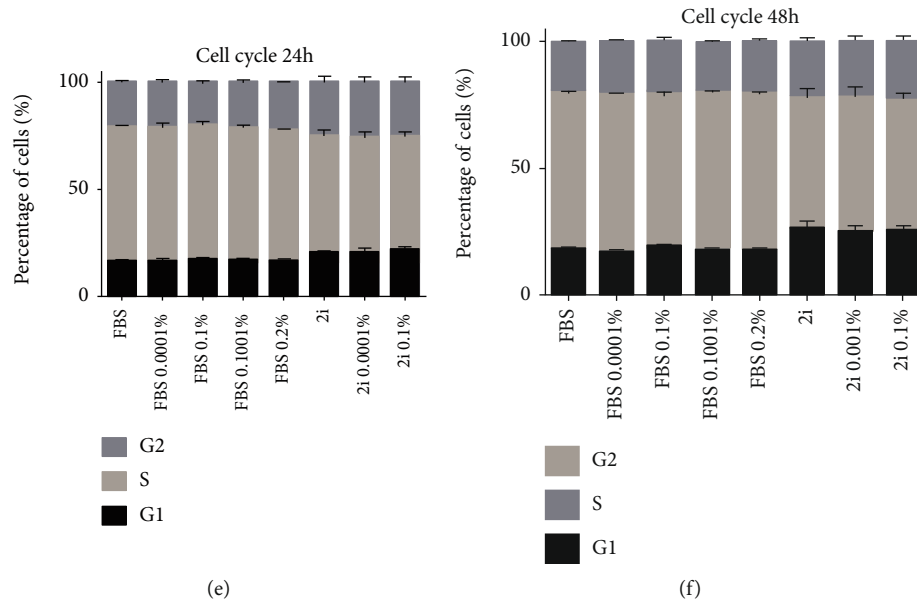 Cell cycle 24h
Percentage of cells (%)
100
50
0
FBS
FBS 0.0001%
FBS 0.1%
FBS 0.1001%
FBS 0.2%
2i
2i 0.0001%
2i 0.1%
G2
S
G1
(e)
Cell cycle 48h
Percentage of cells (%)
100
50
0
FBS
FBS 0.0001%
FBS 0.1%
FBS 0.1001%
FBS 0.2%
2i
2i 0.001%
2i 0.1%
G2
S
G1
(f)